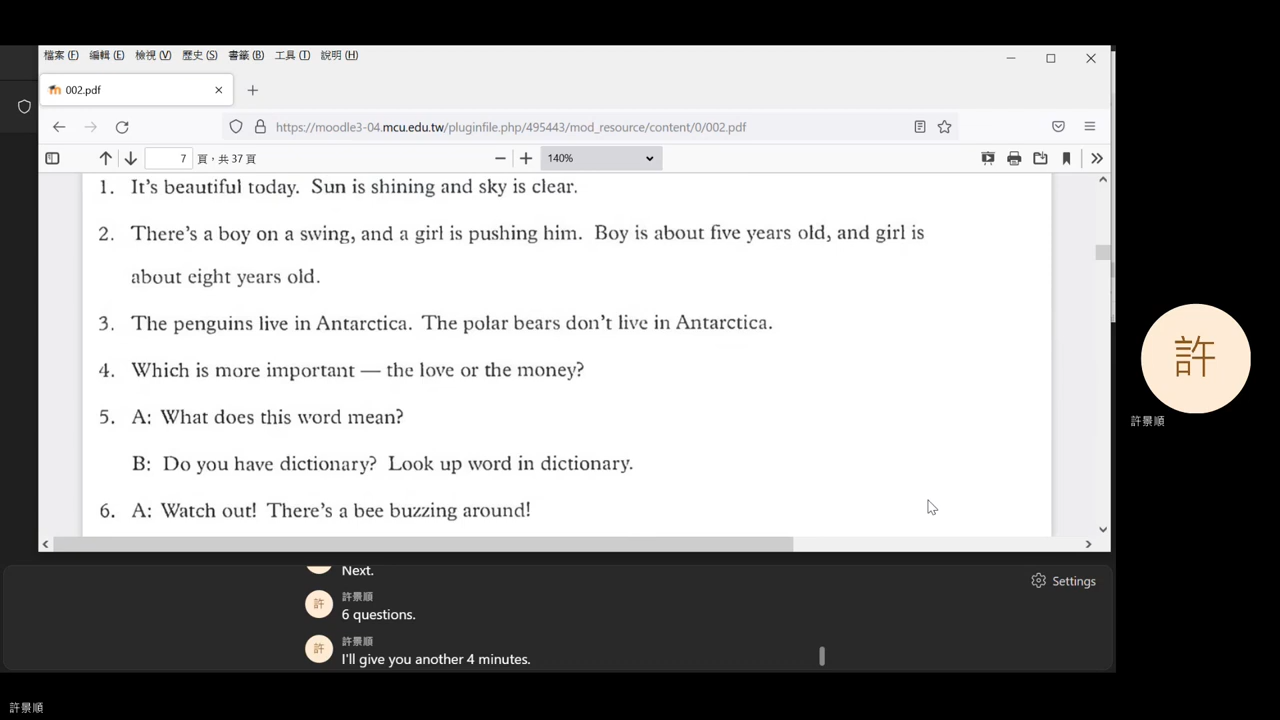 檔案 (F) 編輯 (E) 檢視 (V) 歷史 (S) 書籤 (B) 工具 (T) 說明 (H)
002.pdf
https://moodle3-04.mcu.edu.tw/pluginfile.php/495443/mod_resource/content/0/002.pdf
7 頁，共 37 頁 140%
1. It's beautiful today. Sun is shining and sky is clear.
2. There's a boy on a swing, and a girl is pushing him. Boy is about five years old, and girl is
about eight years old.
3. The penguins live in Antarctica. The polar bears don't live in Antarctica.
4. Which is more important — the love or the money?
5. A: What does this word mean?
B: Do you have dictionary? Look up word in dictionary.
6. A: Watch out! There's a bee buzzing around!
許
許景順
Next.
Settings
許 許景順
6 questions.
許 許景順
I'll give you another 4 minutes.
許景順